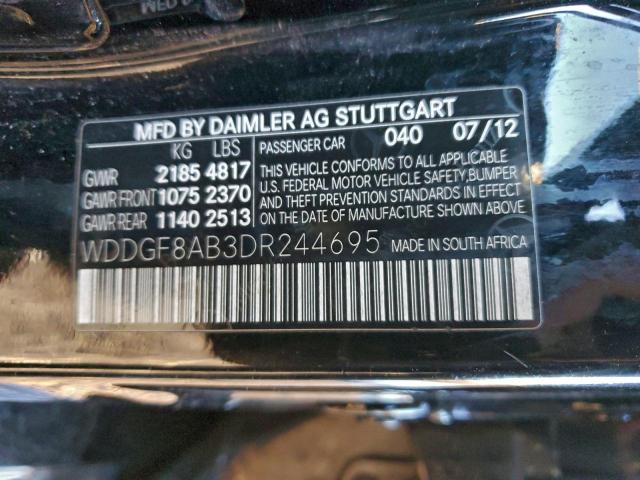 MFD BY DAIMLER AG STUTTGART
KG LBS
GVWR 2185 4817
GAWR FRONT 1075 2370
GAWR REAR 1140 2513
PASSENGER CAR 040 07/12
THIS VEHICLE CONFORMS TO ALL APPLICABLE
U.S. FEDERAL MOTOR VEHICLE SAFETY, BUMPER
AND THEFT PREVENTION STANDARDS IN EFFECT
ON THE DATE OF MANUFACTURE SHOWN ABOVE.
WDDGF8AB3DR244695 MADE IN SOUTH AFRICA